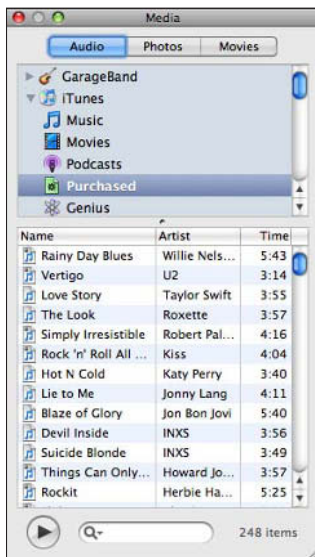 Media
Audio Photos Movies
GarageBand
iTunes
Music
Movies
Podcasts
Purchased
Genius
Name Artist Time
Rainy Day Blues Willie Nels... 5:43
Vertigo U2 3:14
Love Story Taylor Swift 3:55
The Look Roxette 3:57
Simply Irresistible Robert Pal... 4:16
Rock 'n' Roll All ... Kiss 4:04
Hot N Cold Katy Perry 3:40
Lie to Me Jonny Lang 4:11
Blaze of Glory Jon Bon Jovi 5:40
Devil Inside INXS 3:56
Suicide Blonde INXS 3:49
Things Can Only... Howard Jo... 3:57
Rockit Herbie Ha... 5:25
248 items